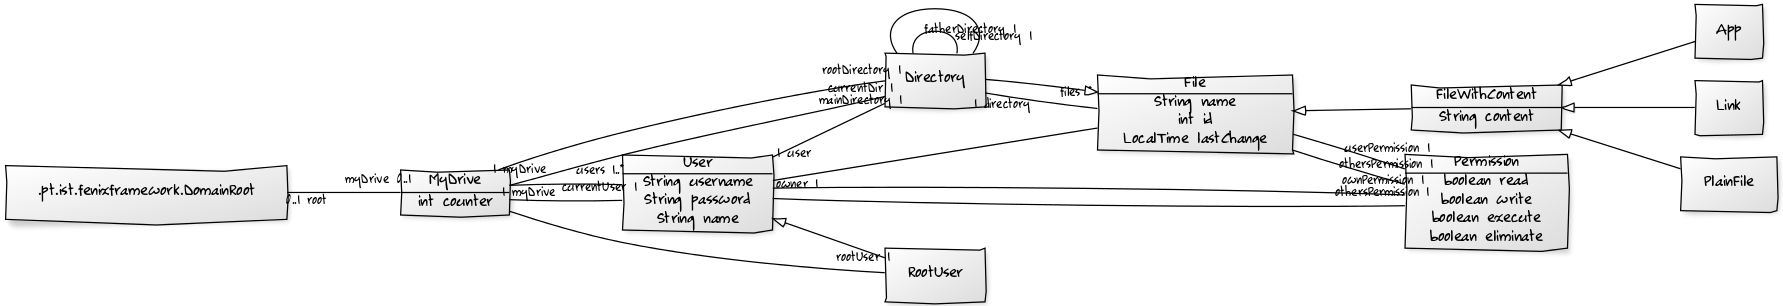 fatherDirectory 1
selfDirectory 1
App
rootDirectory 1
Directory
currentDir 1
mainDirectory 1
files
1 directory
File
String name
int id
LocalTime lastChange
FileWithContent
String content
Link
PlainFile
userPermission 1
othersPermission 1
ownPermission 1
othersPermission 1
Permission
boolean read
boolean write
boolean execute
boolean eliminate
.pt.ist.fenixframework.DomainRoot
0..1 root
myDrive 0..1
MyDrive
int counter
1 myDrive
1 myDrive
users 1..
currentUser 1
User
String username
String password
String name
1 user
owner 1
rootUser 1
RootUser